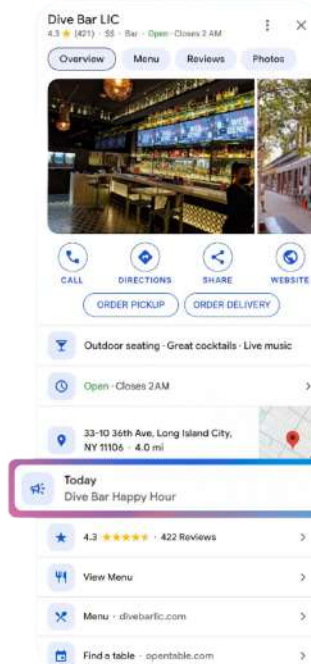 Dive Bar LIC
4.3 ★ (421) · $$ · Bar · Open · Closes 2 AM
Overview Menu Reviews Photos
CALL DIRECTIONS SHARE WEBSITE
ORDER PICKUP ORDER DELIVERY
Outdoor seating · Great cocktails · Live music
Open · Closes 2 AM
33-10 36th Ave, Long Island City,
NY 11106 · 4.0 mi
Today
Dive Bar Happy Hour
4.3 ★★★★★ · 422 Reviews
View Menu
Menu · divebarlic.com
Find a table · opentable.com